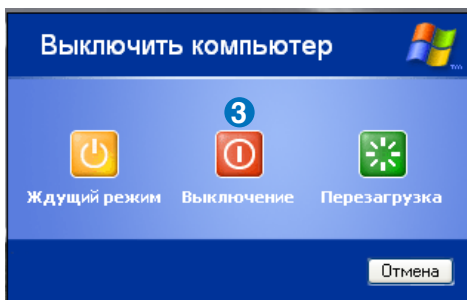 Выключить компьютер
3
Ждущий режим Выключение Перезагрузка
Отмена